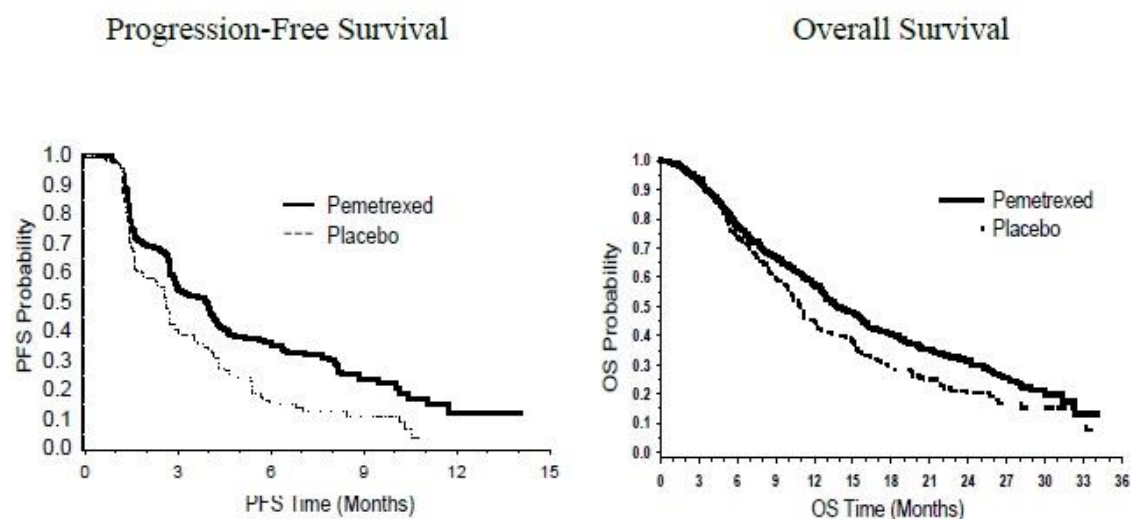 Progression-Free Survival
Overall Survival
1.0
0.9
0.8
0.7
0.6
0.5
0.4
0.3
0.2
0.1
0.0
PFS Probability
Pemetrexed
Placebo
0 3 6 9 12 15
PFS Time (Months)
1.0
0.9
0.8
0.7
0.6
0.5
0.4
0.3
0.2
0.1
0.0
OS Probability
Pemetrexed
Placebo
0 3 6 9 12 15 18 21 24 27 30 33 36
OS Time (Months)